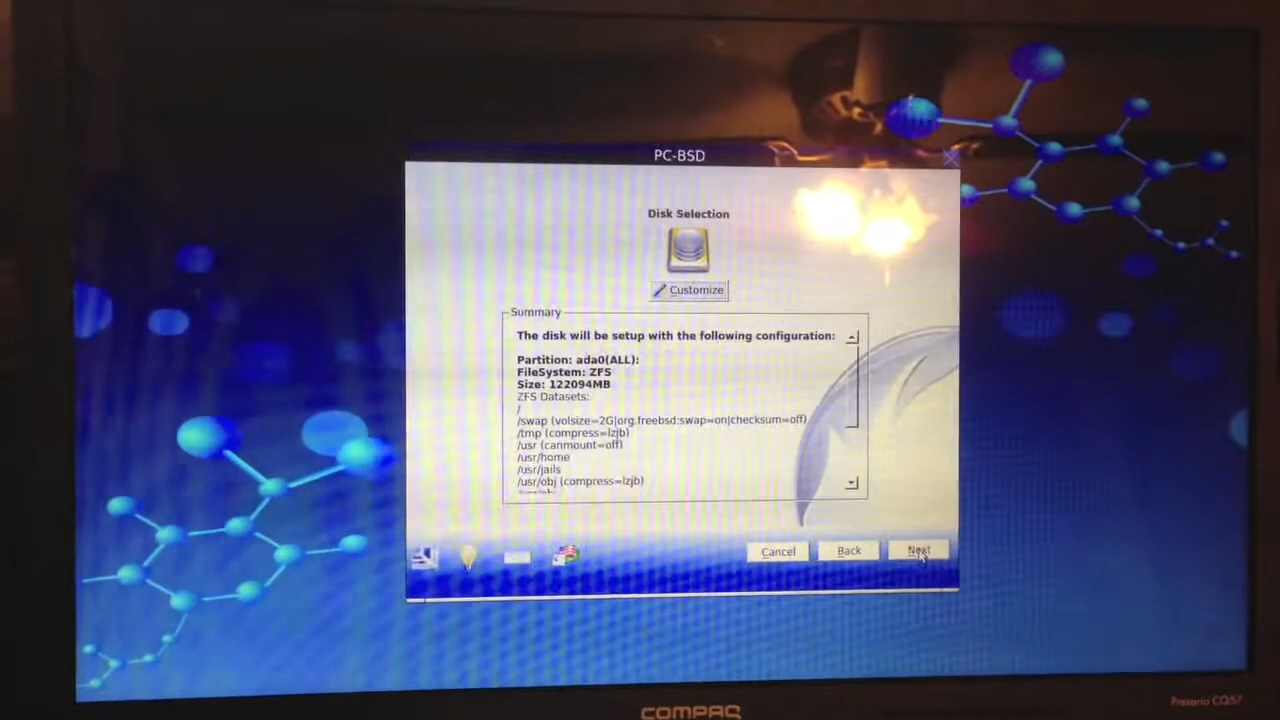 PC-BSD
Disk Selection
Customize
Summary
The disk will be setup with the following configuration:
Partition: ada0(ALL):
FileSystem: ZFS
Size: 122094MB
ZFS Datasets:
/
/swap (volsize=2G|org.freebsd:swap=on|checksum=off)
/tmp (compress=lzjb)
/usr (canmount=off)
/usr/home
/usr/jails
/usr/obj (compress=lzjb)
Cancel Back Next
COMPAQ
Presario CQ57